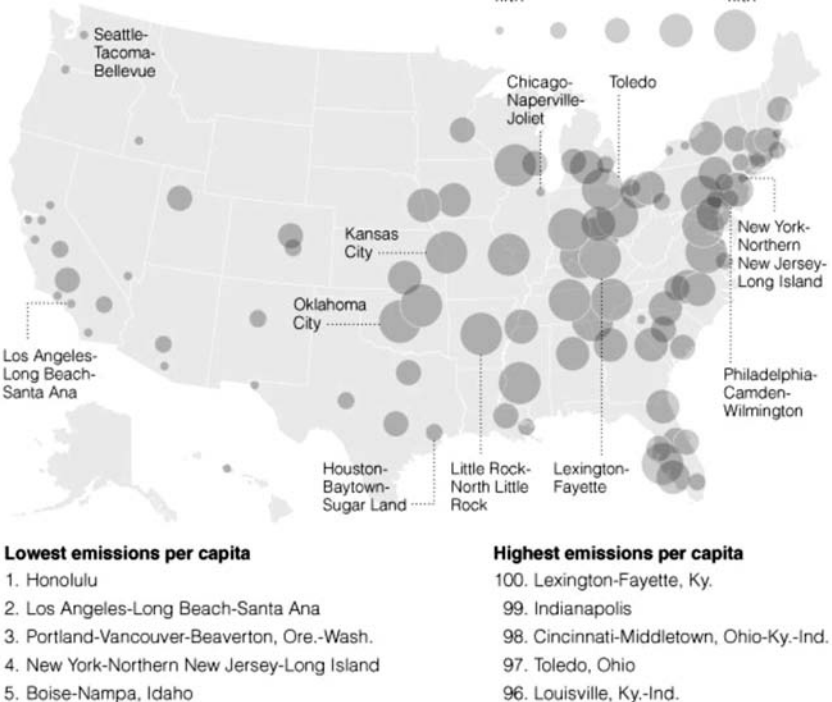 Seattle-
Tacoma-
Bellevue
Chicago-
Naperville-
Joliet
Toledo
Kansas
City
New York-
Northern
New Jersey-
Long Island
Oklahoma
City
Los Angeles-
Long Beach-
Santa Ana
Philadelphia-
Camden-
Wilmington
Houston-
Baytown-
Sugar Land
Little Rock-
North Little
Rock
Lexington-
Fayette
Lowest emissions per capita
1. Honolulu
2. Los Angeles-Long Beach-Santa Ana
3. Portland-Vancouver-Beaverton, Ore.-Wash.
4. New York-Northern New Jersey-Long Island
5. Boise-Nampa, Idaho
Highest emissions per capita
100. Lexington-Fayette, Ky.
99. Indianapolis
98. Cincinnati-Middletown, Ohio-Ky.-Ind.
97. Toledo, Ohio
96. Louisville, Ky.-Ind.